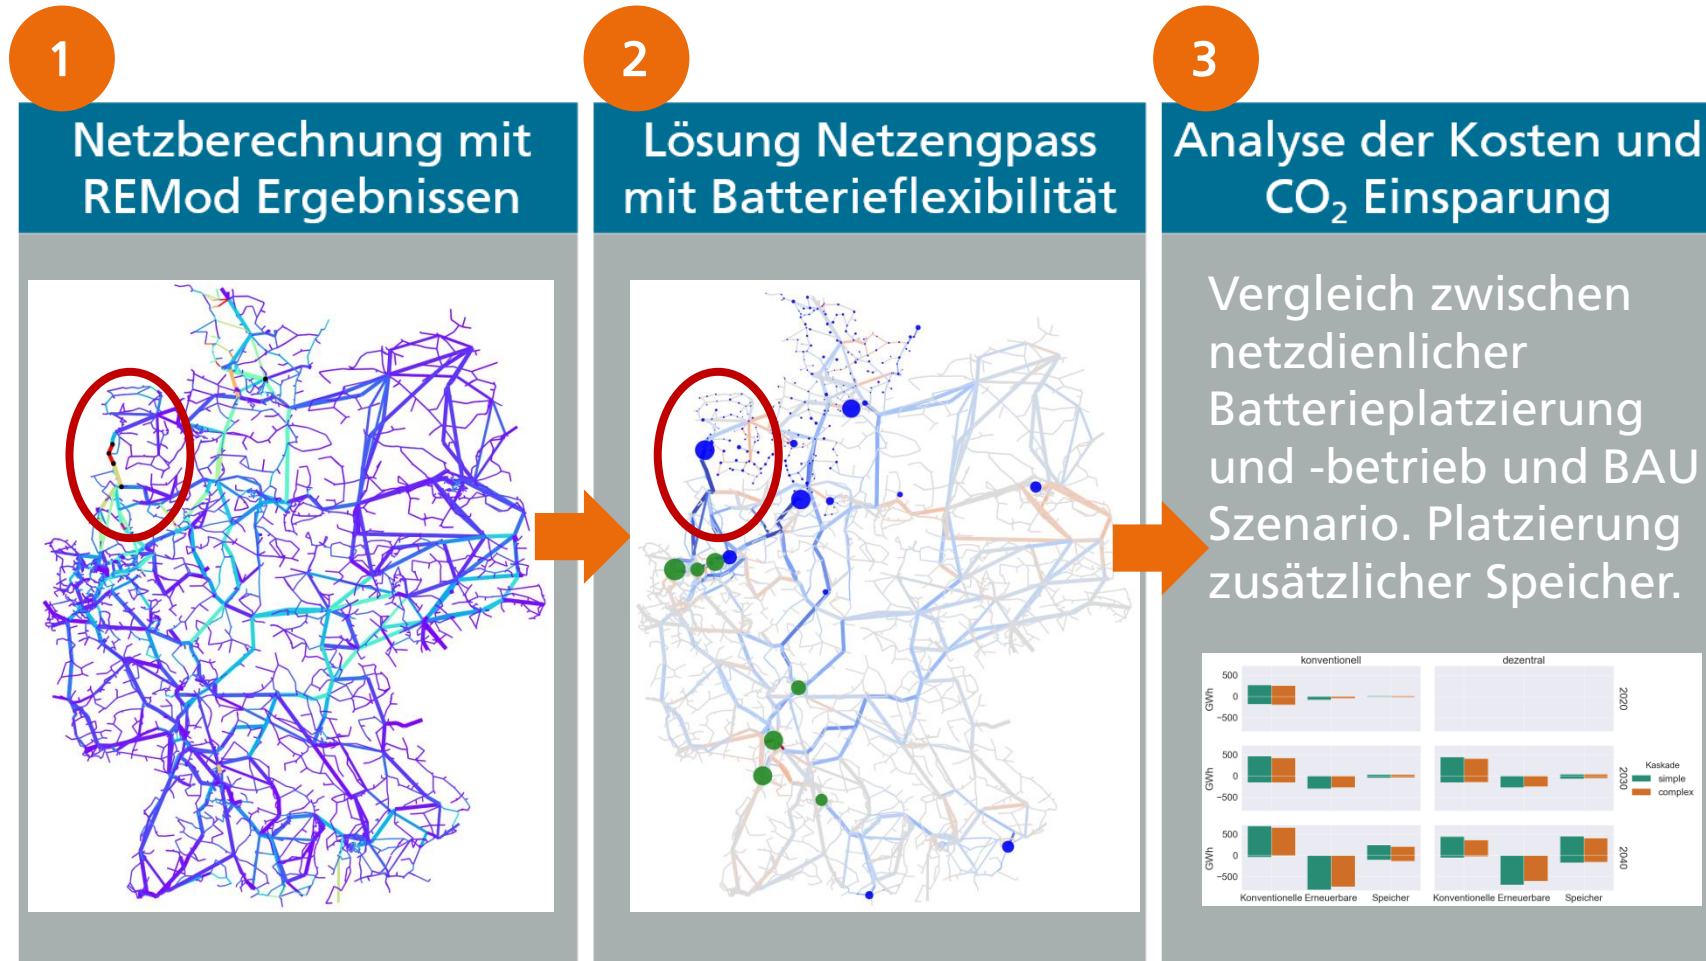 1
Netzberechnung mit
REMod Ergebnissen
2
Lösung Netzengpass
mit Batterieflexibilität
3
Analyse der Kosten und
CO₂ Einsparung
Vergleich zwischen
netzdienlicher
Batterieplatzierung
und -betrieb und BAU
Szenario. Platzierung
zusätzlicher Speicher.
konventionell
dezentral
500
0
−500
GWh
2020
500
0
−500
GWh
2030
Kaskade
simple
complex
500
0
−500
GWh
2040
Konventionelle Erneuerbare Speicher
Konventionelle Erneuerbare Speicher